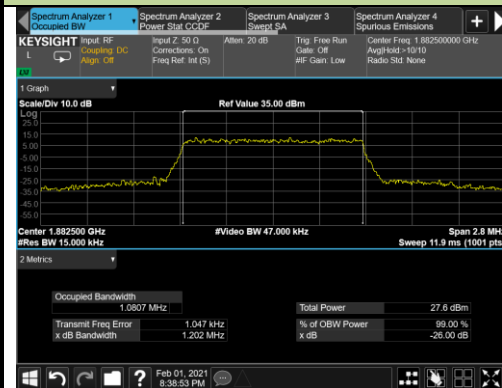 Spectrum Analyzer 1 Spectrum Analyzer 2 Spectrum Analyzer 3 Spectrum Analyzer 4
Occupied BW Power Stat CCDF Swept SA Spurious Emissions
KEYSIGHT Input: RF Input Z: 50 Ω Atten: 20 dB Trig: Free Run Center Freq: 1.882500000 GHz
L Coupling: DC Corrections: On Gate: Off Avg|Hold:>10/10
Align: Off Freq Ref: Int (S) #IF Gain: Low Radio Std: None
1 Graph
Scale/Div 10.0 dB Ref Value 35.00 dBm
Log
25.0
15.0
5.00
-5.00
-15.0
-25.0
-35.0
-45.0
-55.0
Center 1.882500 GHz #Video BW 47.000 kHz Span 2.8 MHz
#Res BW 15.000 kHz Sweep 11.9 ms (1001 pts
2 Metrics
Occupied Bandwidth
1.0807 MHz Total Power 27.6 dBm
Transmit Freq Error 1.047 kHz % of OBW Power 99.00 %
x dB Bandwidth 1.202 MHz x dB -26.00 dB
Feb 01, 2021
8:38:53 PM